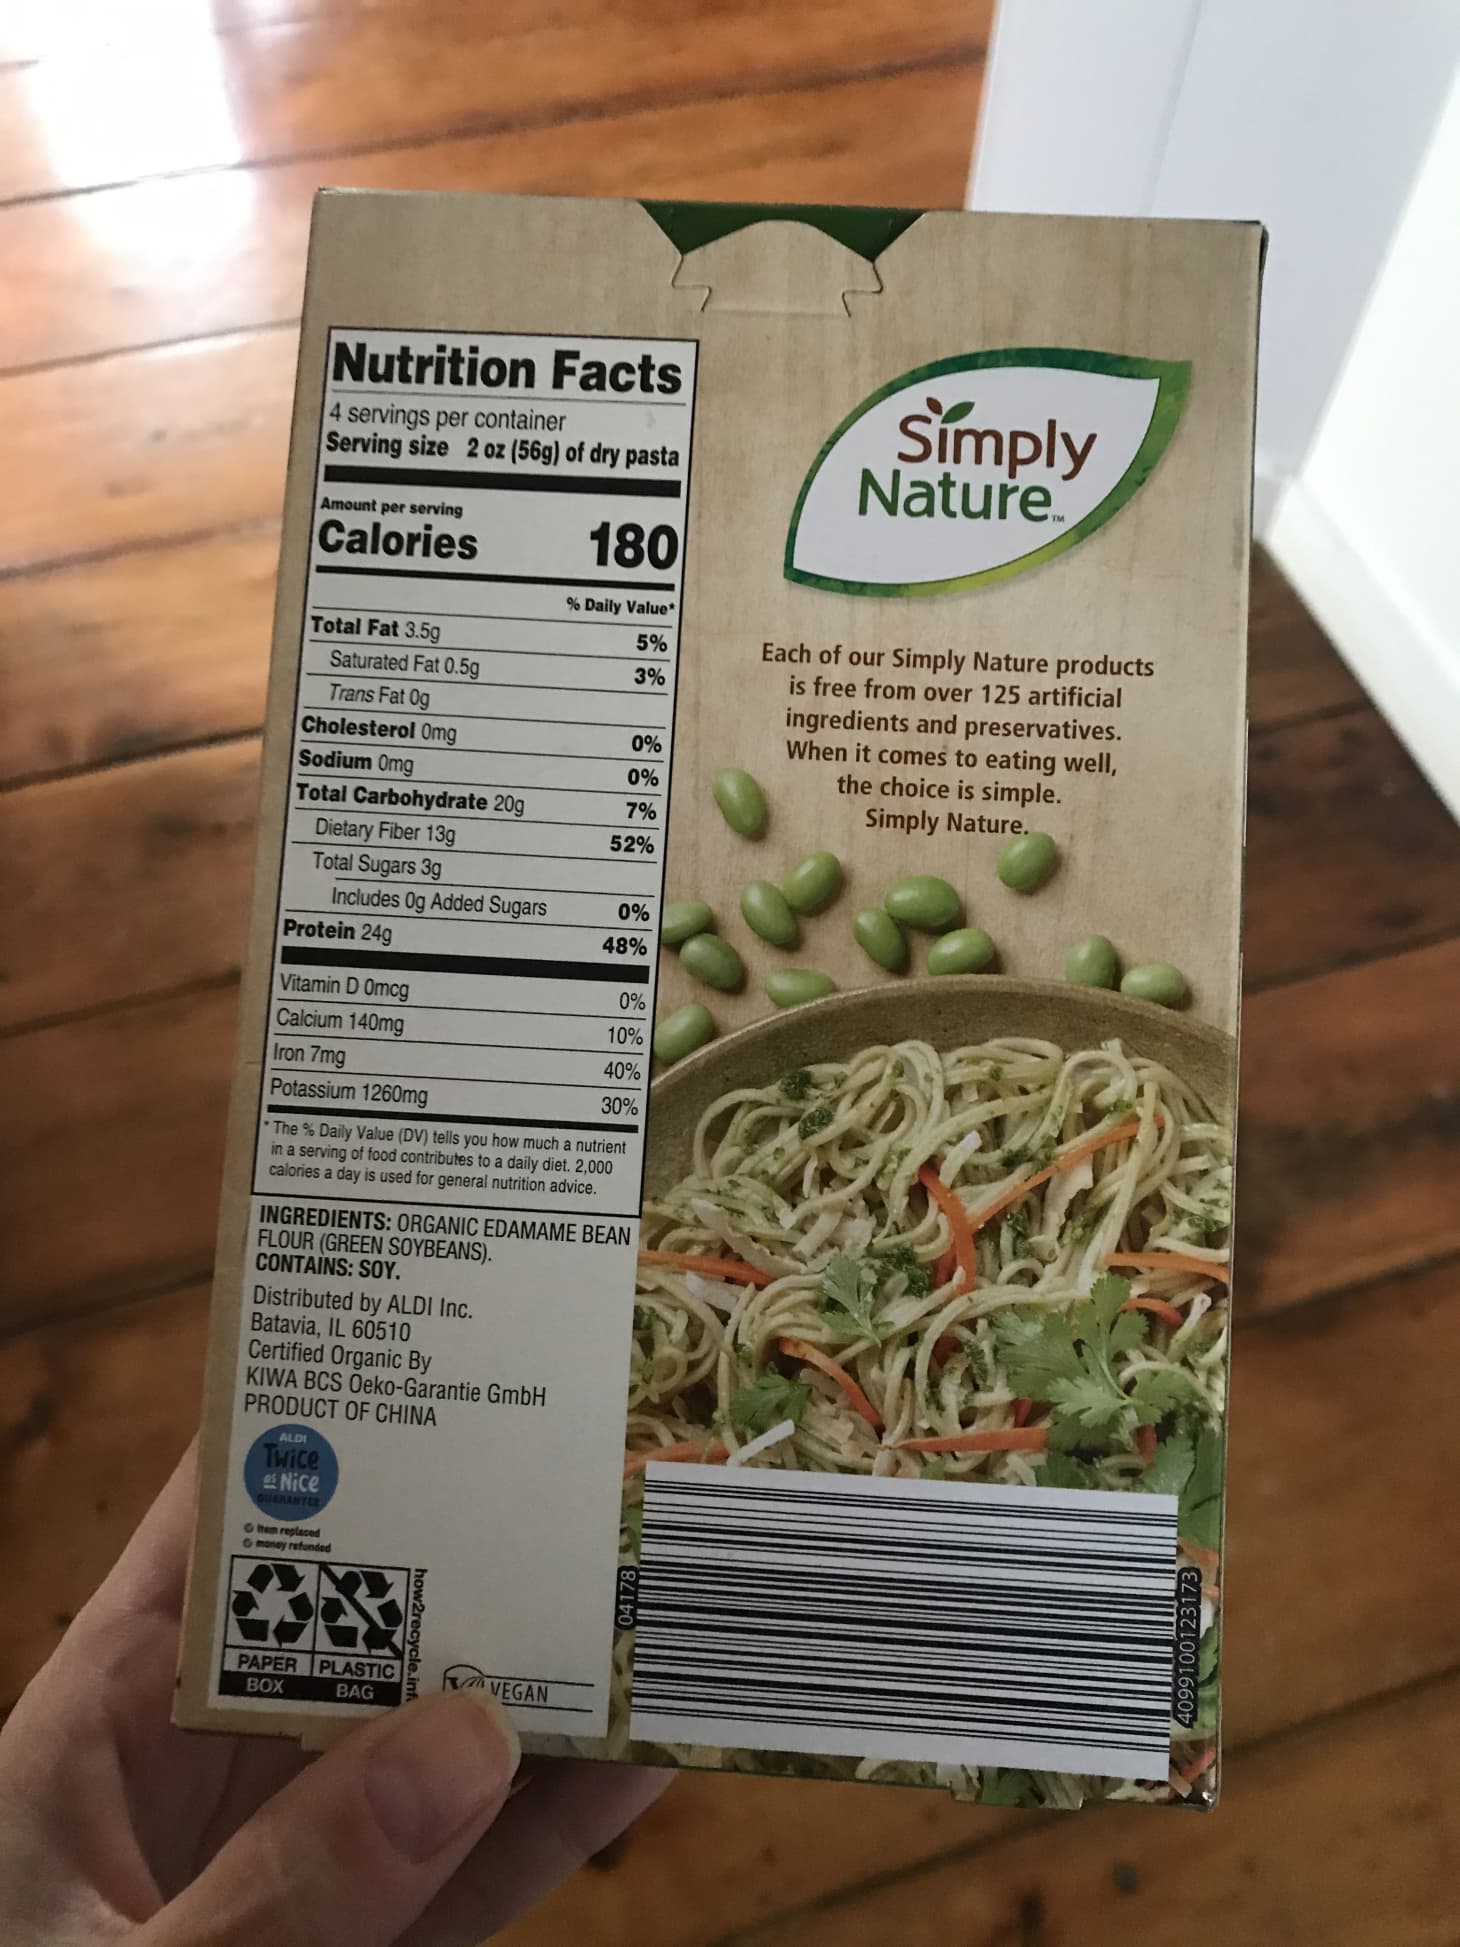 Nutrition Facts
4 servings per container
Serving size 2 oz (56g) of dry pasta
Amount per serving
Calories 180
% Daily Value*
Total Fat 3.5g 5%
Saturated Fat 0.5g 3%
Trans Fat 0g
Cholesterol 0mg 0%
Sodium 0mg 0%
Total Carbohydrate 20g 7%
Dietary Fiber 13g 52%
Total Sugars 3g
Includes 0g Added Sugars 0%
Protein 24g 48%
Vitamin D 0mcg 0%
Calcium 140mg 10%
Iron 7mg 40%
Potassium 1260mg 30%
* The % Daily Value (DV) tells you how much a nutrient
in a serving of food contributes to a daily diet. 2,000
calories a day is used for general nutrition advice.
INGREDIENTS: ORGANIC EDAMAME BEAN
FLOUR (GREEN SOYBEANS).
CONTAINS: SOY.
Distributed by ALDI Inc.
Batavia, IL 60510
Certified Organic By
KIWA BCS Oeko-Garantie GmbH
PRODUCT OF CHINA
ALDI
Twice
as Nice
GUARANTEE
Item replaced
money refunded
PAPER
BOX
PLASTIC
BAG
how2recycle.inf
VEGAN
Simply
Nature™
Each of our Simply Nature products
is free from over 125 artificial
ingredients and preservatives.
When it comes to eating well,
the choice is simple.
Simply Nature.
04178
4099100123173